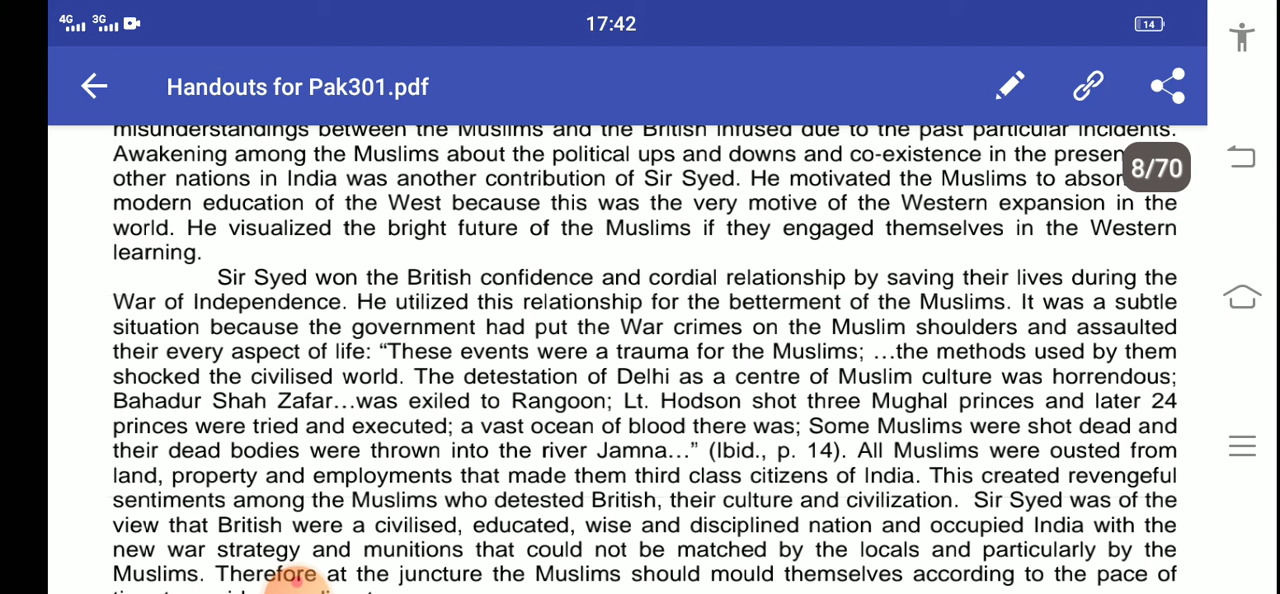 4G 3G 17:42 14
Handouts for Pak301.pdf
misunderstandings between the Muslims and the British infused due to the past particular incidents.
Awakening among the Muslims about the political ups and downs and co-existence in the presen
8/70
other nations in India was another contribution of Sir Syed. He motivated the Muslims to absor
modern education of the West because this was the very motive of the Western expansion in the
world. He visualized the bright future of the Muslims if they engaged themselves in the Western
learning.
Sir Syed won the British confidence and cordial relationship by saving their lives during the
War of Independence. He utilized this relationship for the betterment of the Muslims. It was a subtle
situation because the government had put the War crimes on the Muslim shoulders and assaulted
their every aspect of life: “These events were a trauma for the Muslims; …the methods used by them
shocked the civilised world. The detestation of Delhi as a centre of Muslim culture was horrendous;
Bahadur Shah Zafar…was exiled to Rangoon; Lt. Hodson shot three Mughal princes and later 24
princes were tried and executed; a vast ocean of blood there was; Some Muslims were shot dead and
their dead bodies were thrown into the river Jamna…” (Ibid., p. 14). All Muslims were ousted from
land, property and employments that made them third class citizens of India. This created revengeful
sentiments among the Muslims who detested British, their culture and civilization. Sir Syed was of the
view that British were a civilised, educated, wise and disciplined nation and occupied India with the
new war strategy and munitions that could not be matched by the locals and particularly by the
Muslims. Therefore at the juncture the Muslims should mould themselves according to the pace of